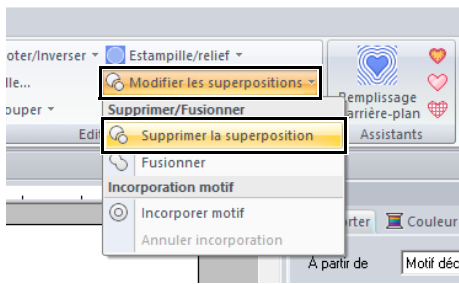 oter/Inverser Estampille/relief
lle... Modifier les superpositions
Remplissage
ouper Supprimer/Fusionner arrière-plan
Edi Supprimer la superposition Assistants
Fusionner
Incorporation motif
Incorporer motif
rter Couleur
Annuler incorporation
A partir de Motif déc